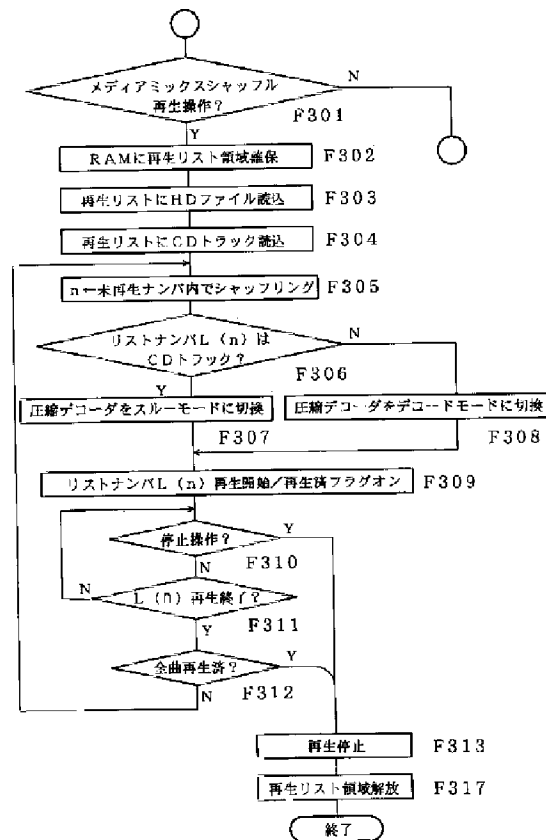 メディアミックスシャッフル
再生操作？
N
F301
Y
RAMに再生リスト領域確保
F302
再生リストにHDファイル読込
F303
再生リストにCDトラック読込
F304
n←未再生ナンバ内でシャッフリング
F305
リストナンバL（n）は
CDトラック？
N
F306
Y
圧縮デコーダをスルーモードに切換
F307
圧縮デコーダをデコードモードに切換
F308
リストナンバL（n）再生開始／再生済フラグオン
F309
停止操作？
Y
F310
N
L（n）再生終了？
N
F311
Y
全曲再生済？
Y
F312
N
再生停止
F313
再生リスト領域解放
F317
終了